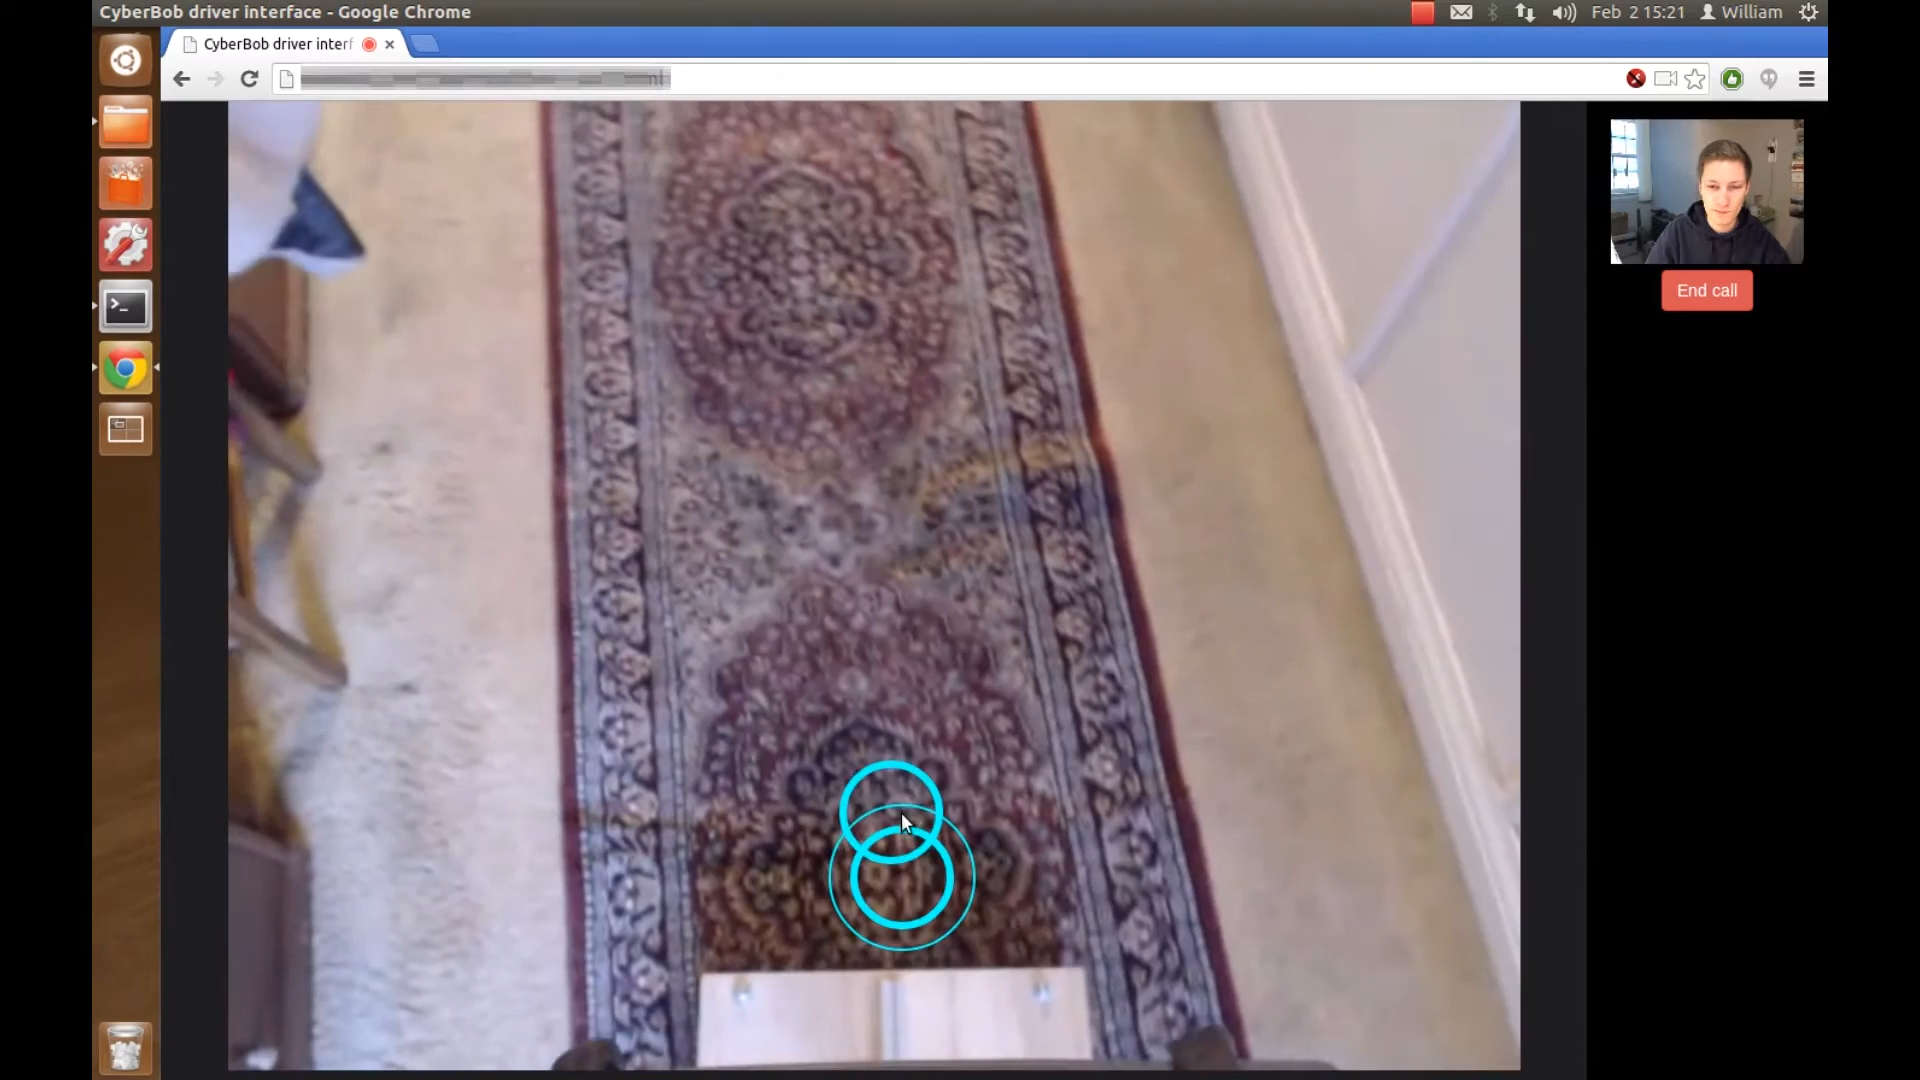 CyberBob driver interface - Google Chrome
Feb 2 15:21 William
CyberBob driver interf
End call